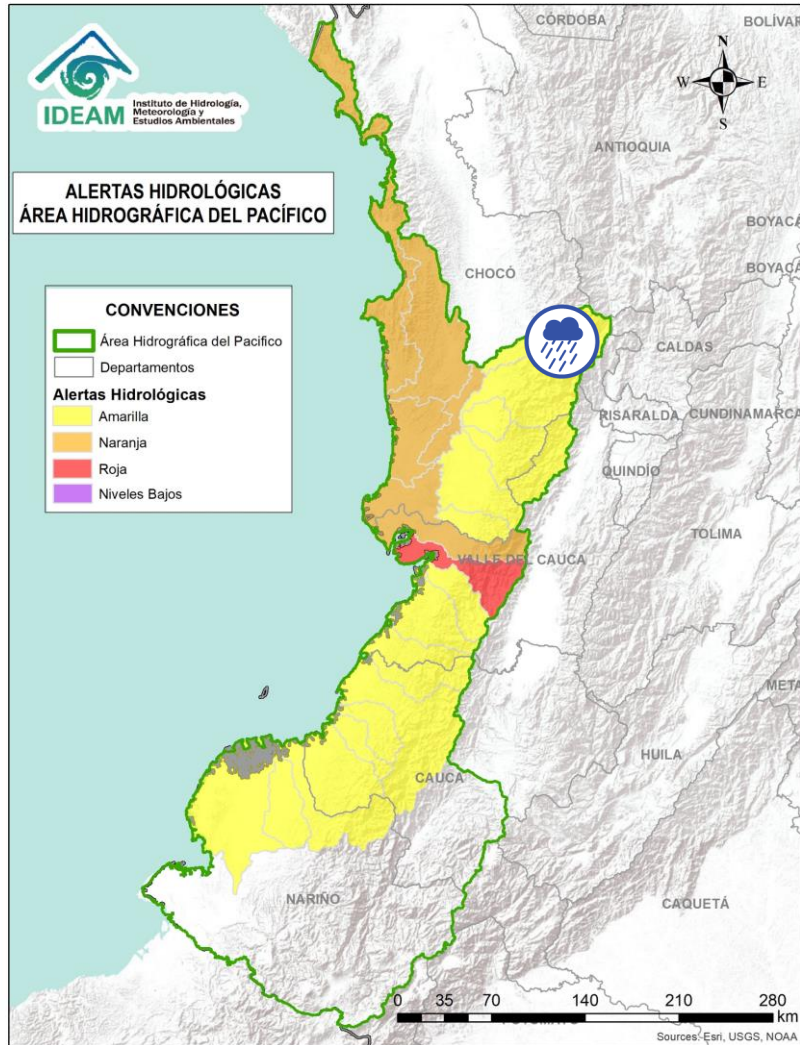 IDEAM
Instituto de Hidrología,
Meteorología y
Estudios Ambientales
ALERTAS HIDROLÓGICAS
ÁREA HIDROGRÁFICA DEL PACÍFICO
CONVENCIONES
Área Hidrográfica del Pacifico
Departamentos
Alertas Hidrológicas
Amarilla
Naranja
Roja
Niveles Bajos
CÓRDOBA
BOLÍVAR
N
W
E
S
ANTIOQUIA
BOYACÁ
CHOCÓ
BOYACÁ
CALDAS
RISARALDA
CUNDINAMARCA
QUINDÍO
TOLIMA
VALLE DEL CAUCA
META
HUILA
CAUCA
NARIÑO
CAQUETÁ
0 35 70 140 210 280
km
Sources: Esri, USGS, NOAA